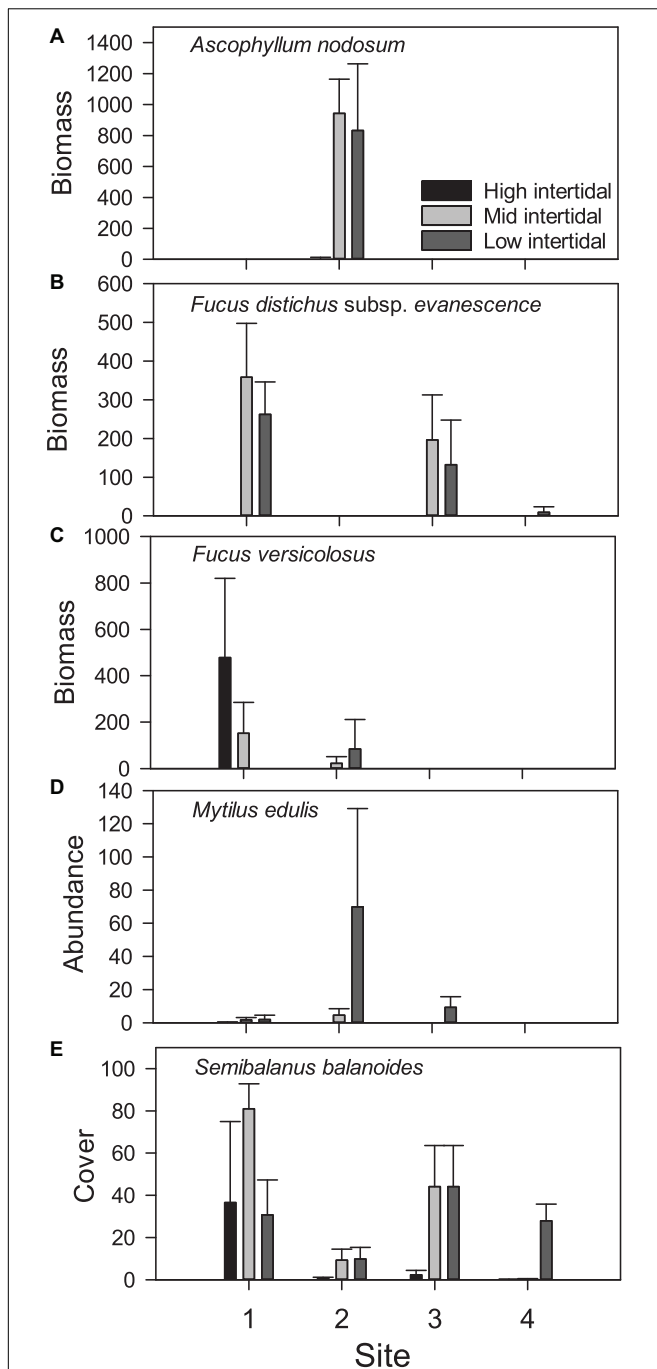 A
Ascophyllum nodosum
1400
1200
1000
800
600
400
200
0
Biomass
High intertidal
Mid intertidal
Low intertidal
B
Fucus distichus subsp. evanescence
600
500
400
300
200
100
0
Biomass
C
Fucus versicolosus
1000
800
600
400
200
0
Biomass
D
Mytilus edulis
140
120
100
80
60
40
20
0
Abundance
E
Semibalanus balanoides
100
80
60
40
20
0
Cover
1 2 3 4
Site